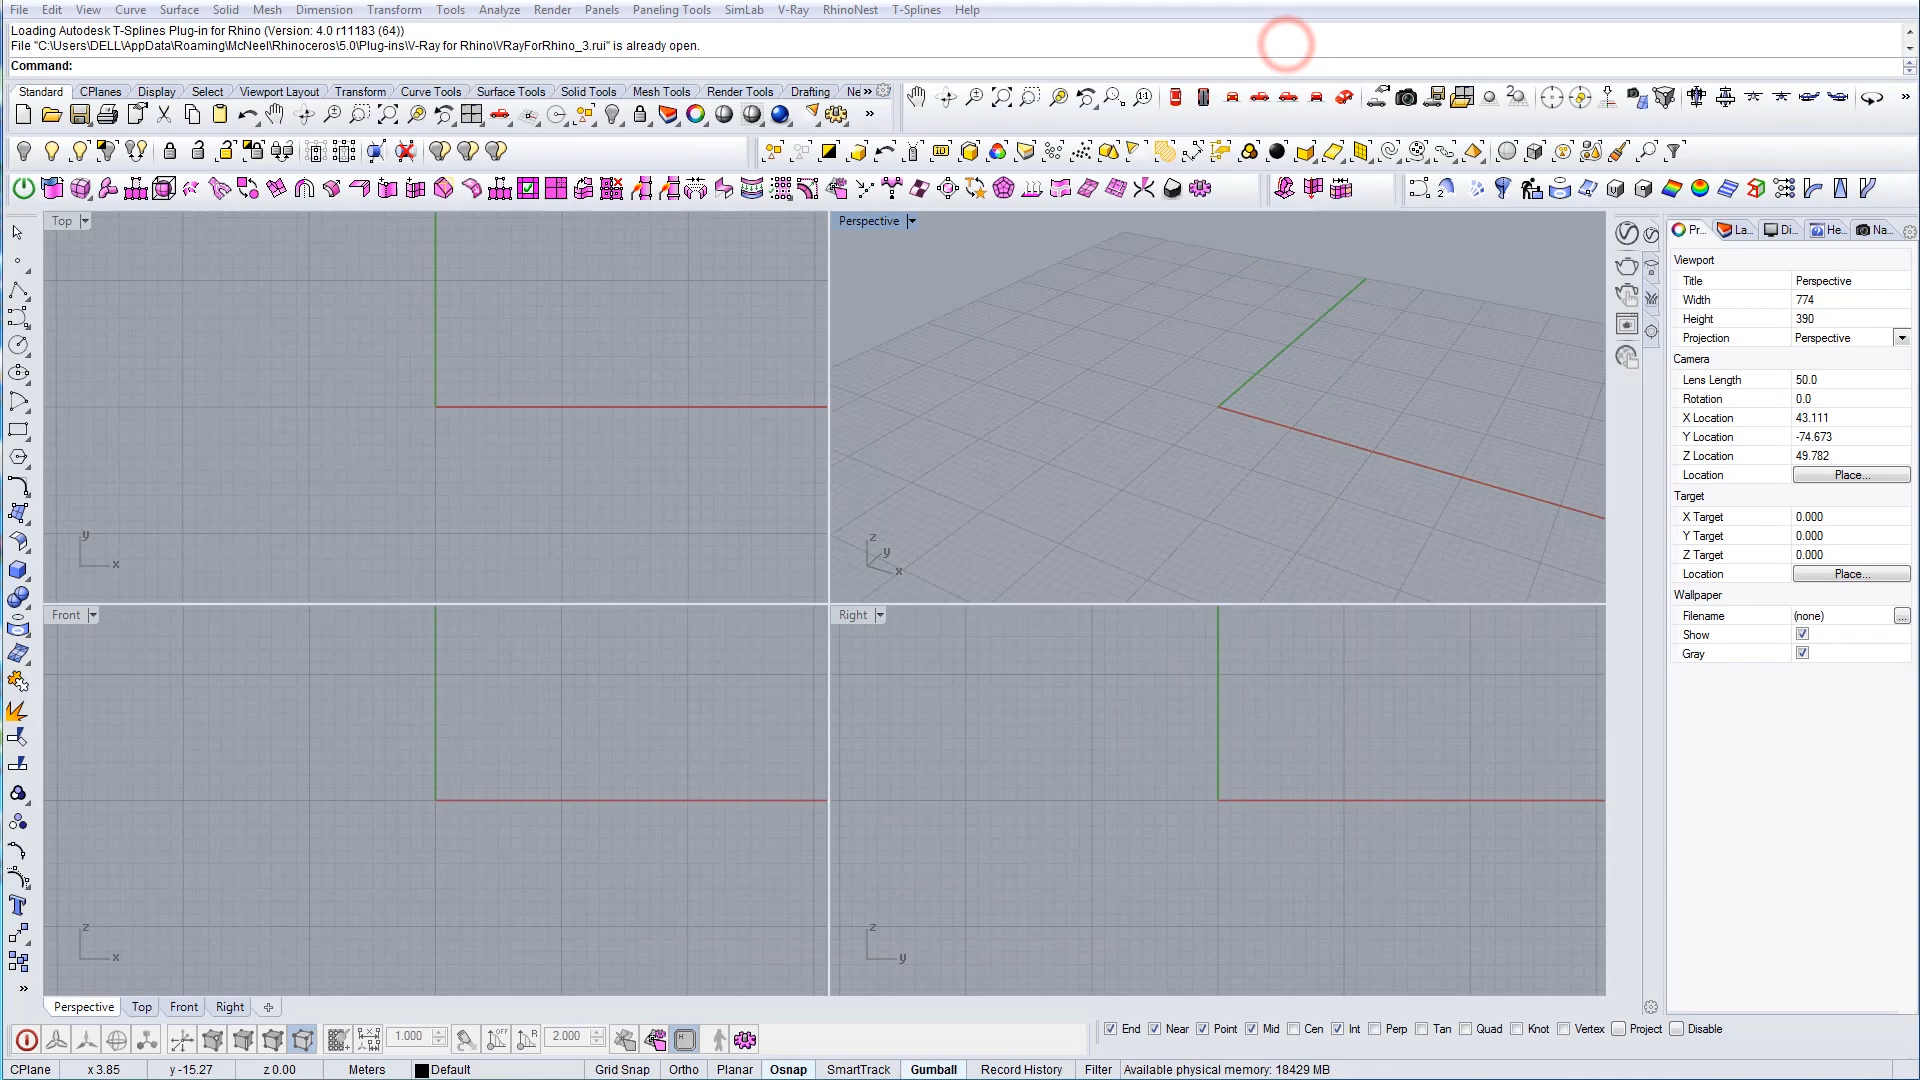 File Edit View Curve Surface Solid Mesh Dimension Transform Tools Analyze Render Panels Paneling Tools SimLab V-Ray RhinoNest T-Splines Help
Loading Autodesk T-Splines Plug-in for Rhino (Version: 4.0 r11183 (64))
File "C:\Users\DELL\AppData\Roaming\McNeel\Rhinoceros\5.0\Plug-ins\V-Ray for Rhino\VRayForRhino_3.rui" is already open.
Command:
Standard CPlanes Display Select Viewport Layout Transform Curve Tools Surface Tools Solid Tools Mesh Tools Render Tools Drafting Ne »
Top
Perspective
Pr... La... Di... He... Na...
Viewport
Title Perspective
Width 774
Height 390
Projection Perspective
Camera
Lens Length 50.0
Rotation 0.0
X Location 43.111
Y Location -74.673
Z Location 49.782
Location Place...
Target
X Target 0.000
Y Target 0.000
Z Target 0.000
Location Place...
Wallpaper
Filename (none) ...
Show
Gray
y
x
z
y
x
Front
Right
z
x
z
y
Perspective Top Front Right
1.000 OFF R 2.000
End Near Point Mid Cen Int Perp Tan Quad Knot Vertex Project Disable
CPlane x 3.85 y -15.27 z 0.00 Meters Default Grid Snap Ortho Planar Osnap SmartTrack Gumball Record History Filter Available physical memory: 18429 MB